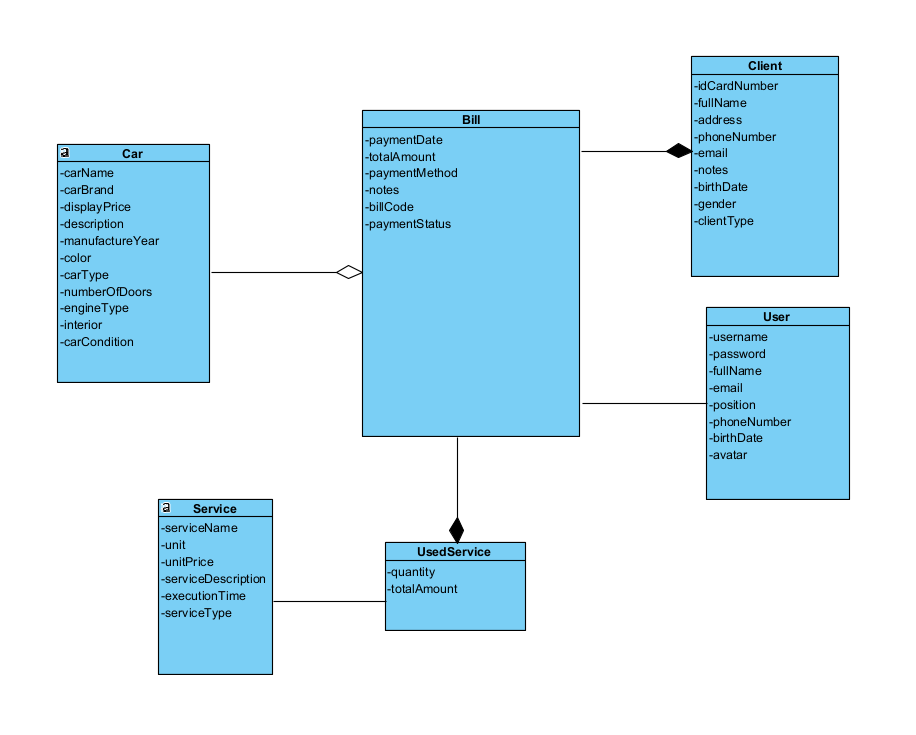 Client
-idCardNumber
-fullName
-address
-phoneNumber
-email
-notes
-birthDate
-gender
-clientType
Bill
-paymentDate
-totalAmount
-paymentMethod
-notes
-billCode
-paymentStatus
a Car
-carName
-carBrand
-displayPrice
-description
-manufactureYear
-color
-carType
-numberOfDoors
-engineType
-interior
-carCondition
User
-username
-password
-fullName
-email
-position
-phoneNumber
-birthDate
-avatar
a Service
-serviceName
-unit
-unitPrice
-serviceDescription
-executionTime
-serviceType
UsedService
-quantity
-totalAmount